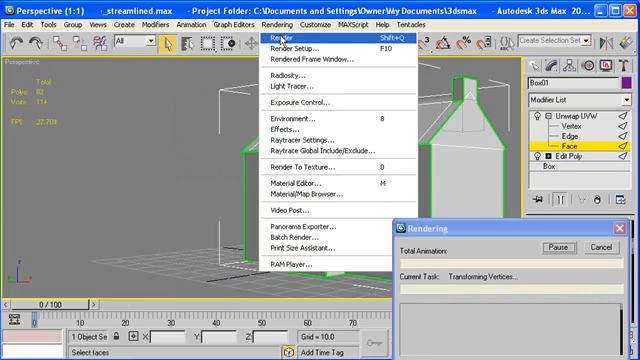 Perspective (1:1) _streamlined.max - Project Folder: C:\Documents and Settings\Owner\My Documents\3dsmax - Autodesk 3ds Max
File Edit Tools Group Views Create Modifiers Animation Graph Editors Rendering Customize MAXScript Help Tentacles
All
Create Selection Set
Perspective
Total
Polys: 82
Verts: 114
FPS: 27.709
Render Shift+Q
Render Setup... F10
Rendered Frame Window...
Radiosity...
Light Tracer...
Exposure Control...
Environment... 8
Effects...
Raytracer Settings...
Raytrace Global Include/Exclude...
Render To Texture... 0
Material Editor... M
Material/Map Browser...
Video Post...
Panorama Exporter...
Batch Render...
Print Size Assistant...
RAM Player...
Box01
Modifier List
Unwrap UVW
Vertex
Edge
Face
Edit Poly
Box
Rendering
Total Animation: Pause Cancel
Current Task: Transforming Vertices...
0 / 100
0 10 20 30 40 50 60
1 Object Se X: Y: Z: Grid = 10.0
Select faces Add Time Tag